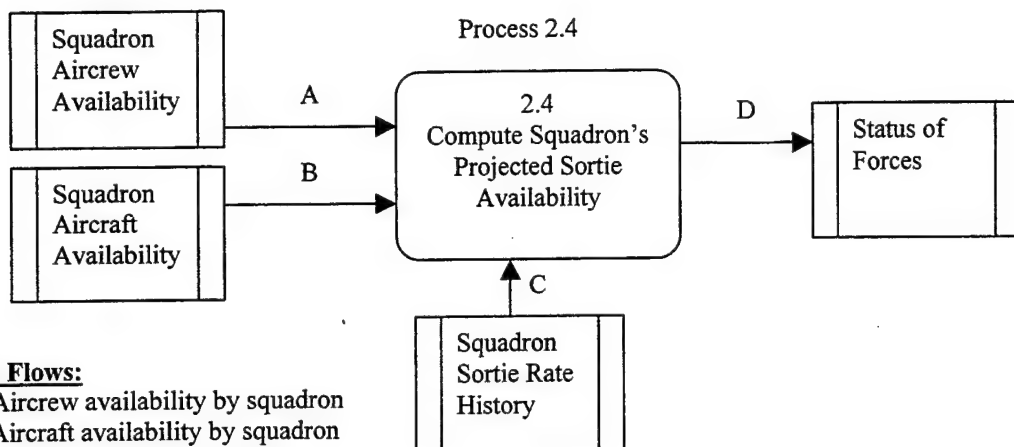 Process 2.4
Squadron
Aircrew
Availability
A
Squadron
Aircraft
Availability
B
2.4
Compute Squadron's
Projected Sortie
Availability
D
Status of
Forces
C
Squadron
Sortie Rate
History
Flows:
Aircrew availability by squadron
Aircraft availability by squadron